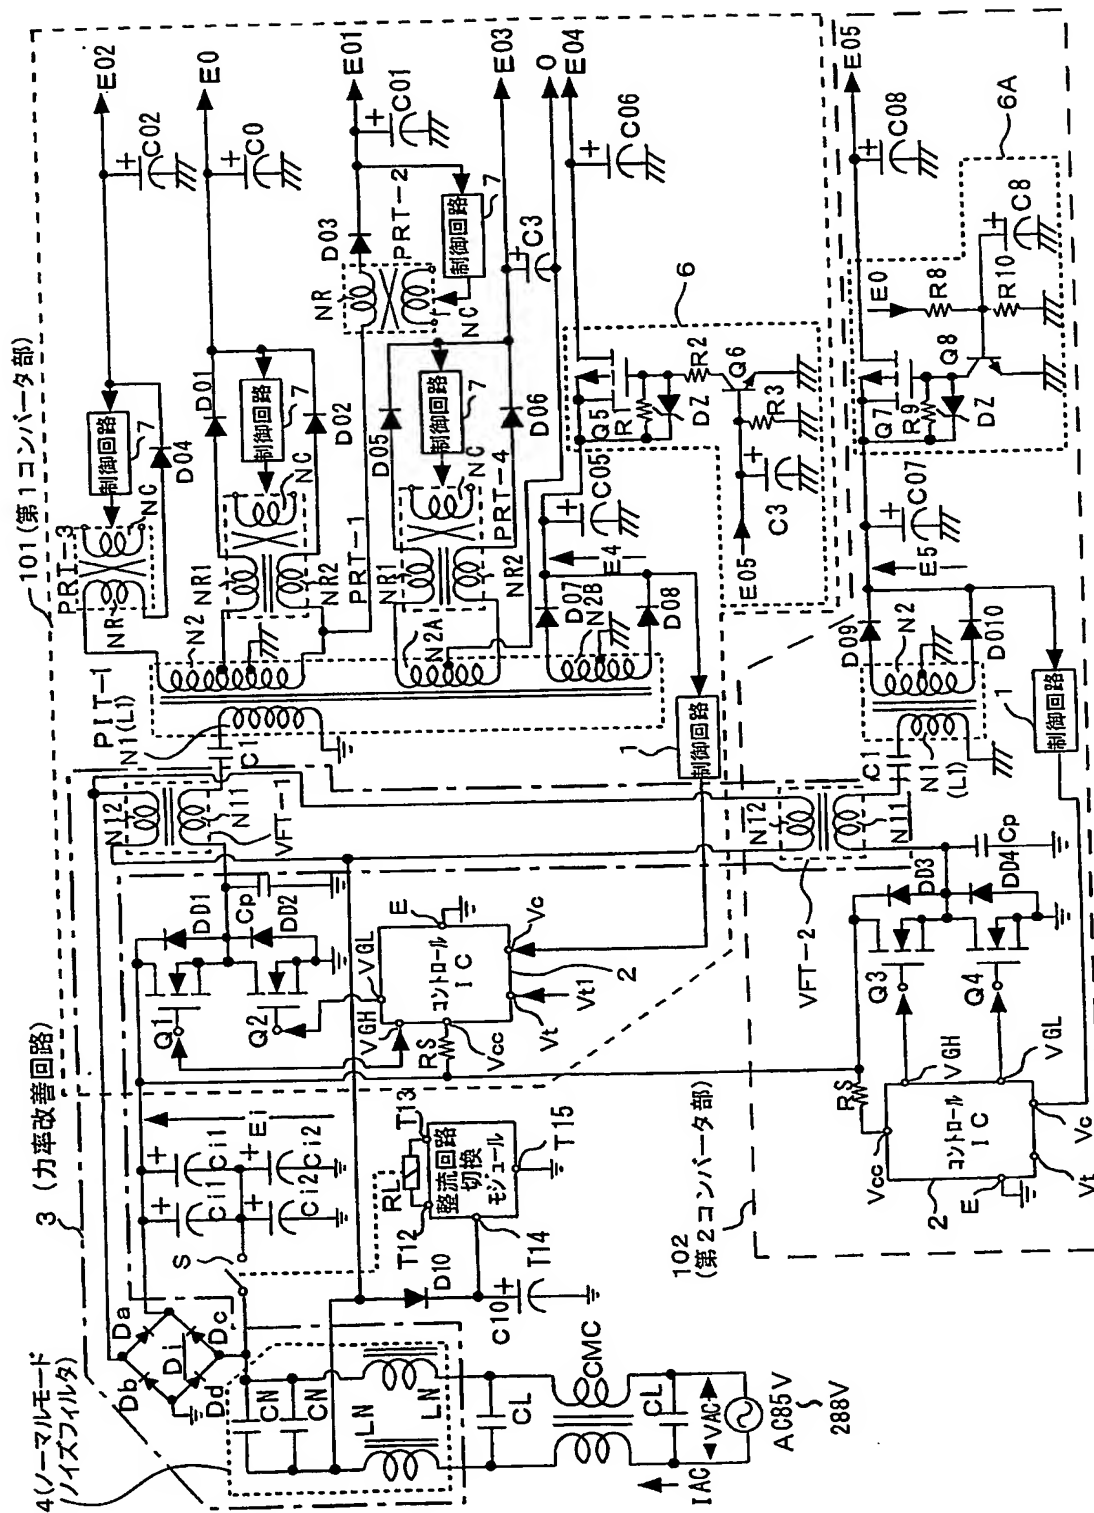 101(第1コンバータ部)
3 (力率改善回路)
4(ノーマルモード
ノイズフィルタ)
102
(第2コンバータ部)
E02
C02
E0
C0
E01
C01
E03
0
E04
C06
E05
C08
6A
制御回路
7
D04
PRT-3
NC
NR
D01
制御回路
7
D02
NC
NR1
NR2
PRT-1
D03
NR
PRT-2
NC
制御回路
7
C3
D05
制御回路
7
D06
NC
PRT-4
NR1
NR2
6
Q5
R1
DZ
R2
Q6
R3
C3
E05
C05
E4
D07
D08
N2
N2A
N2B
PIT-1
N1(L1)
C1
制御回路
1
N12
N11
VFT-1
DD1
Cp
DD2
Q1
Q2
VGH
VGL
E
コントロール
IC
RS
Vcc
Vt
Vt1
2
Vc
Ei
Ci1
Ci1
Ci2
Ci2
S
RL
T13
T12
整流回路
切換
モジュール
T15
T14
D10
C10
Da
Db
Dc
Dd
Di
CN
CN
LN
LN
CL
CMC
CL
VAC
IAC
AC85V
288V
E0
R8
R10
C8
Q8
Q7
R9
DZ
C07
E5
D09
D010
N2
N1
(L1)
C1
制御回路
1
N12
N11
VFT-2
DD3
DD4
Cp
Q3
Q4
VGH
VGL
RS
Vcc
コントロール
IC
2
E
Vt
Vc